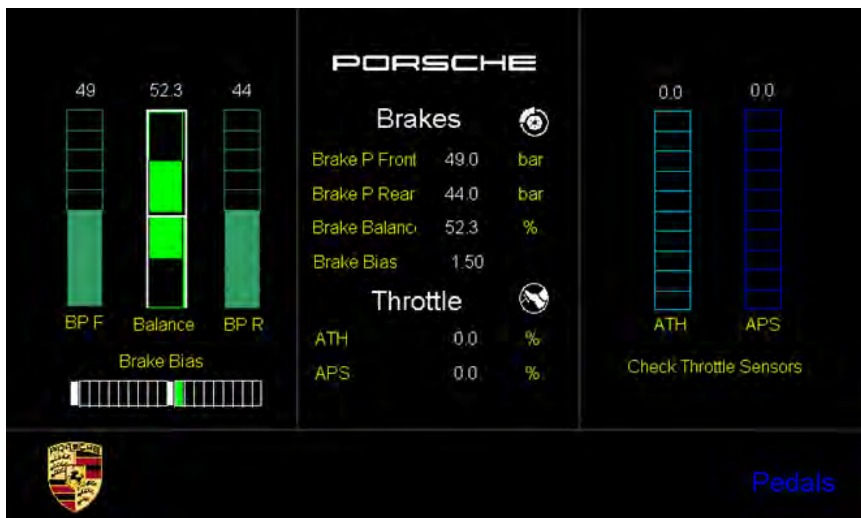 49 52.3 44
BP F Balance BP R
Brake Bias
PORSCHE
Brakes
Brake P Front 49.0 bar
Brake P Rear 44.0 bar
Brake Balanc 52.3 %
Brake Bias 1.50
Throttle
ATH 0.0 %
APS 0.0 %
0.0 0.0
ATH APS
Check Throttle Sensors
PORSCHE
Pedals